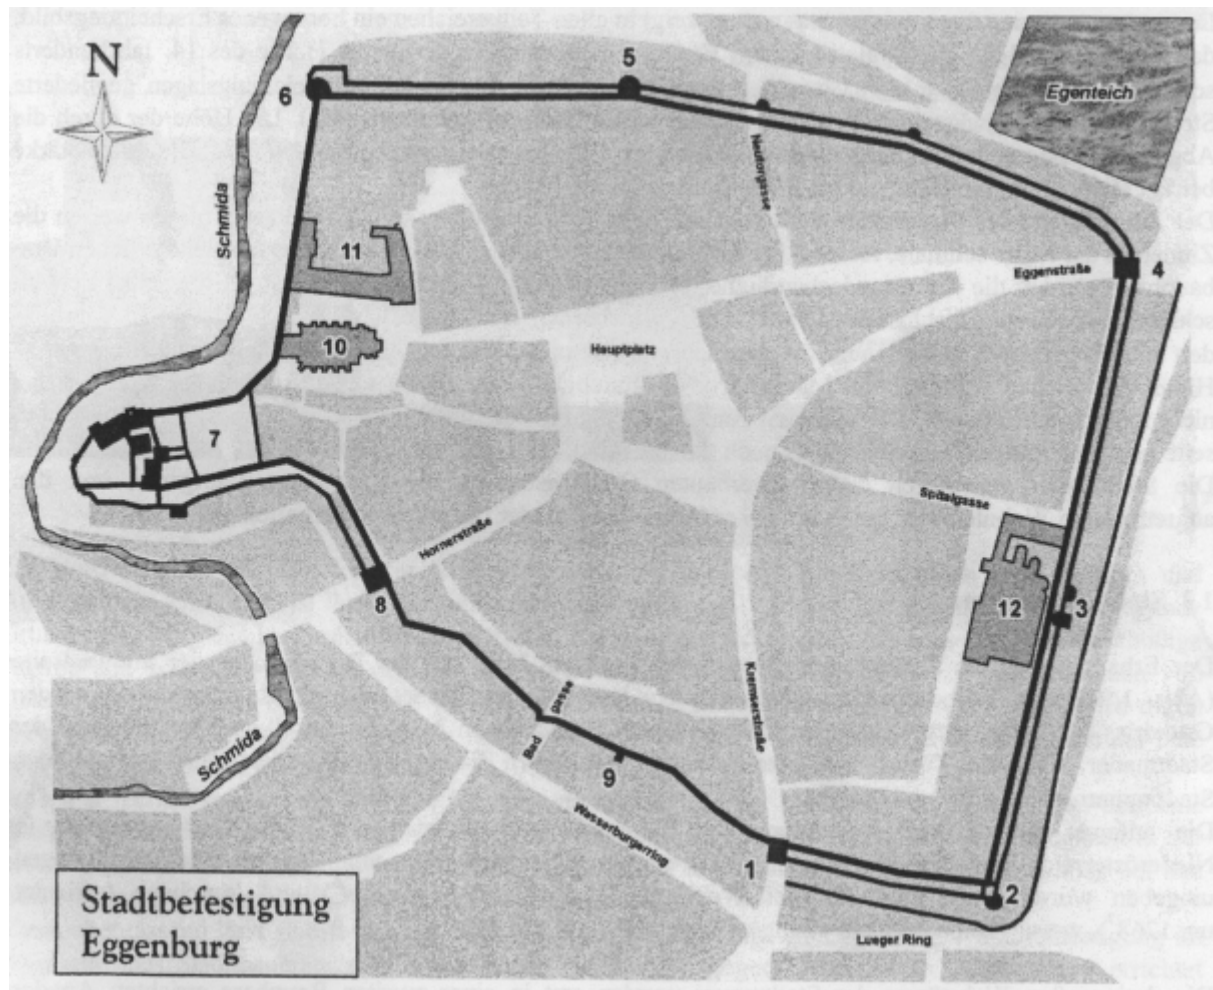 N
5
6
Egenteich
Neutorgasse
Schmida
11
4
Eggenstraße
10
Hauptplatz
7
Spitalgasse
Hornerstraße
8
12
3
Kremserstraße
Bad gasse
Schmida
9
Wasserburgerring
1
2
Lueger Ring
Stadtbefestigung
Eggenburg